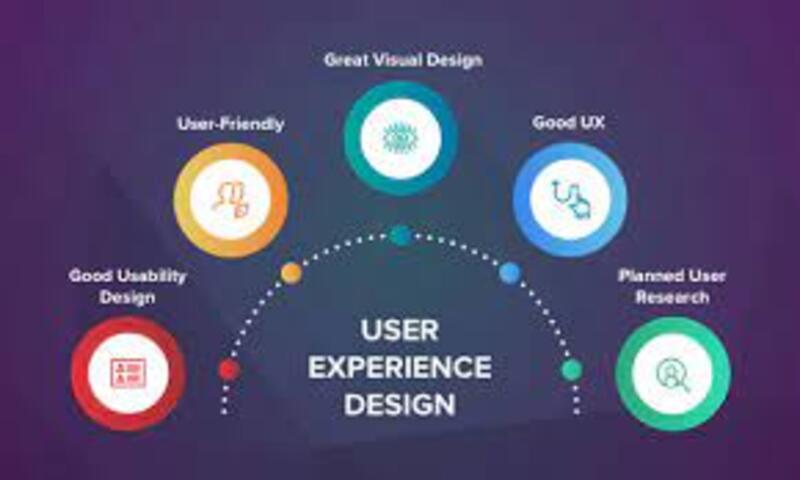 Great Visual Design
User-Friendly
Good UX
Good Usability
Design
Planned User
Research
USER
EXPERIENCE
DESIGN